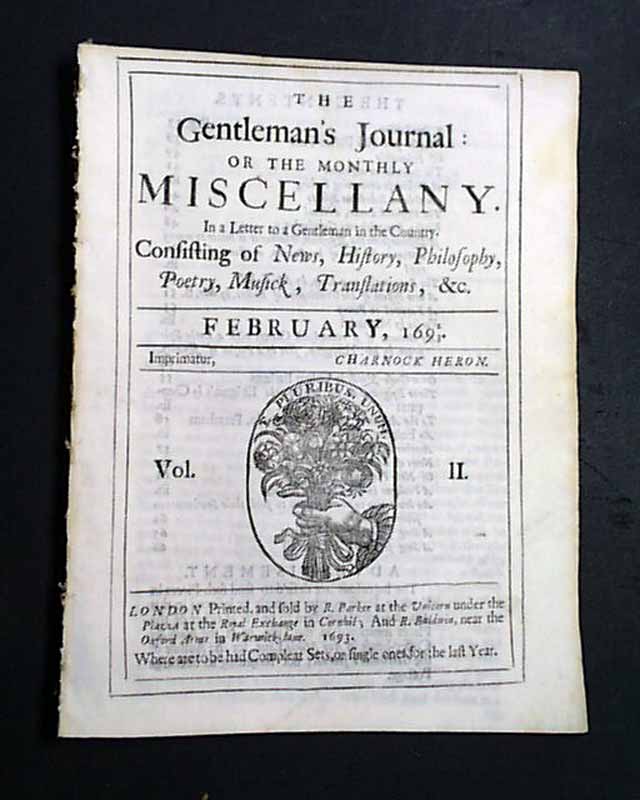 THE
Gentleman's Journal:
OR THE MONTHLY
MISCELLANY.
In a Letter to a Gentleman in the Country.
Conſiſting of News, Hiſtory, Philoſophy,
Poetry, Muſick, Tranſlations, &c.
FEBRUARY, 169⅔.
Imprimatur, CHARNOCK HERON.
E PLURIBUS UNUM.
Vol. II.
LONDON Printed, and ſold by R. Parker at the Unicorn under the
Piazza at the Royal Exchange in Cornhil; And R. Baldwin, near the
Oxford Arms in Warwick-lane. 1693.
Where are to be had Compleat Sets, or ſingle ones for the laſt Year.